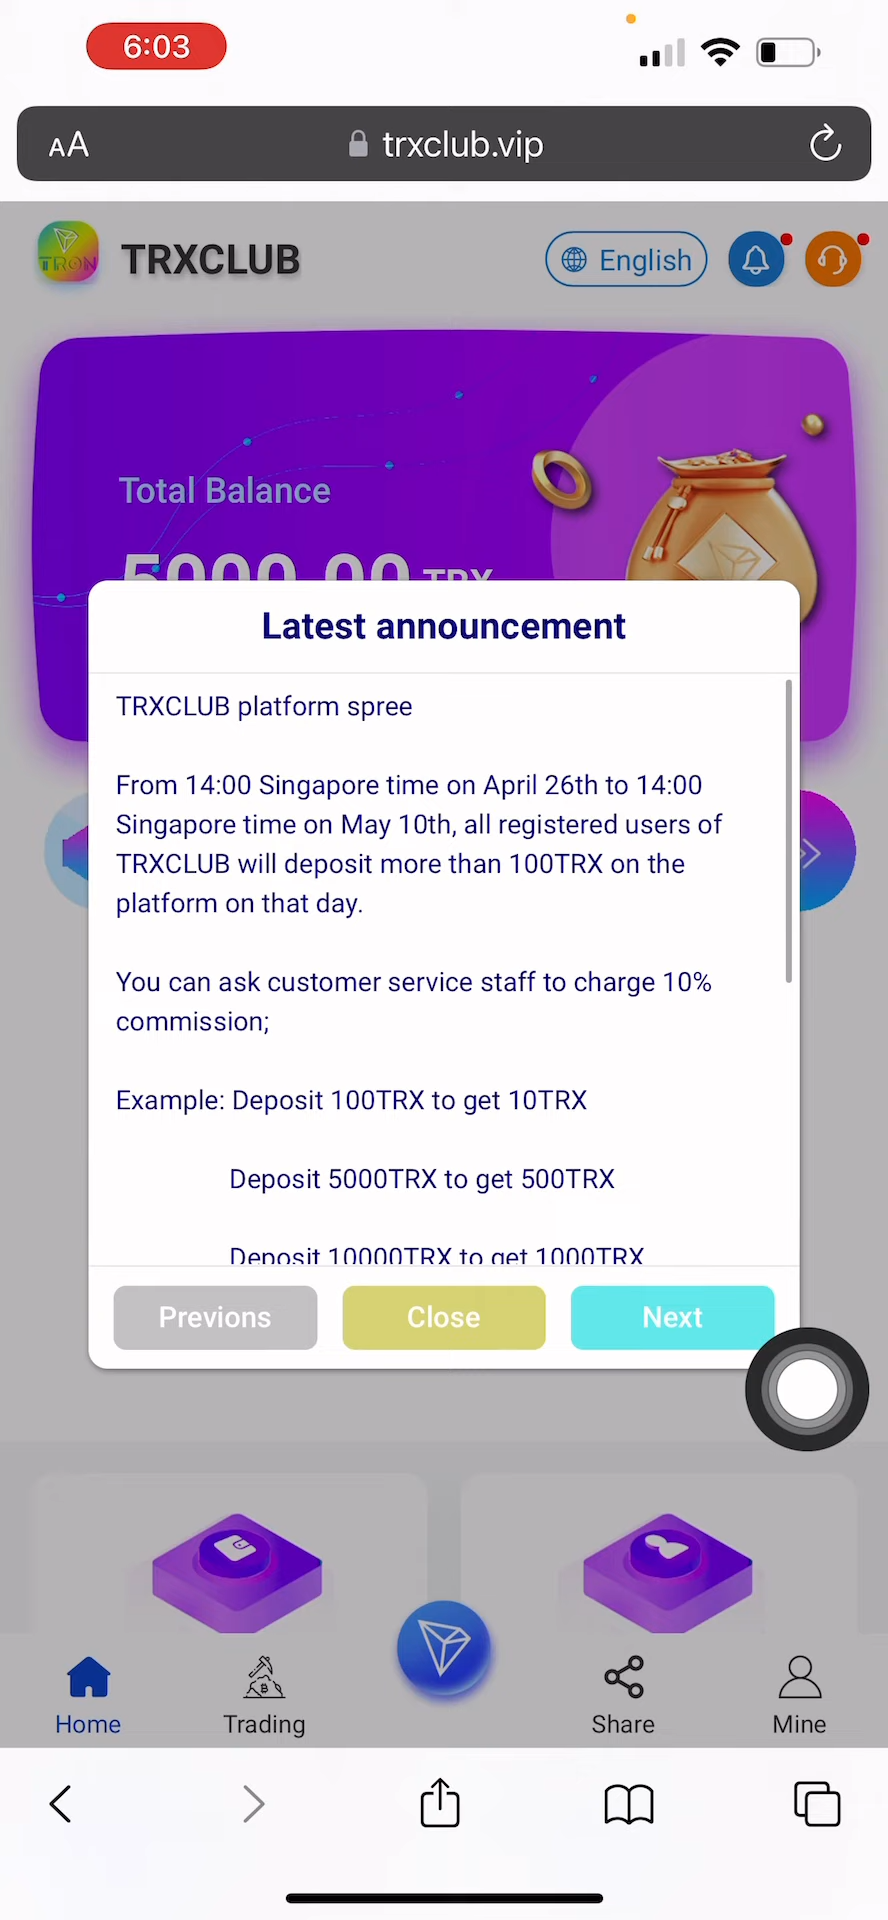 6:03
AA trxclub.vip
TRON TRXCLUB English
Total Balance
5000.00 TRX
Latest announcement
TRXCLUB platform spree
From 14:00 Singapore time on April 26th to 14:00
Singapore time on May 10th, all registered users of
TRXCLUB will deposit more than 100TRX on the
platform on that day.
You can ask customer service staff to charge 10%
commission;
Example: Deposit 100TRX to get 10TRX
Deposit 5000TRX to get 500TRX
Deposit 10000TRX to get 1000TRX
Previons Close Next
Home Trading Share Mine